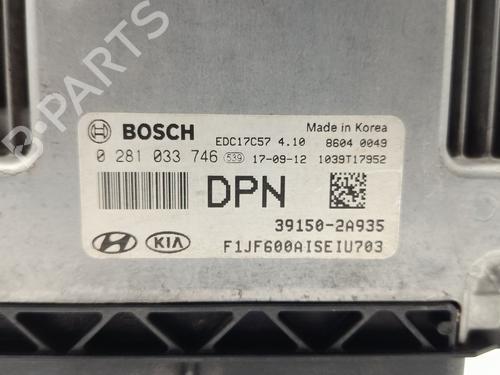 BOSCH
EDC17C57 4.10
Made in Korea
8604 0049
0 281 033 746 539 17-09-12 1039T17952
DPN
39150-2A935
KIA
F1JF600AISEIU703
B-PARTS